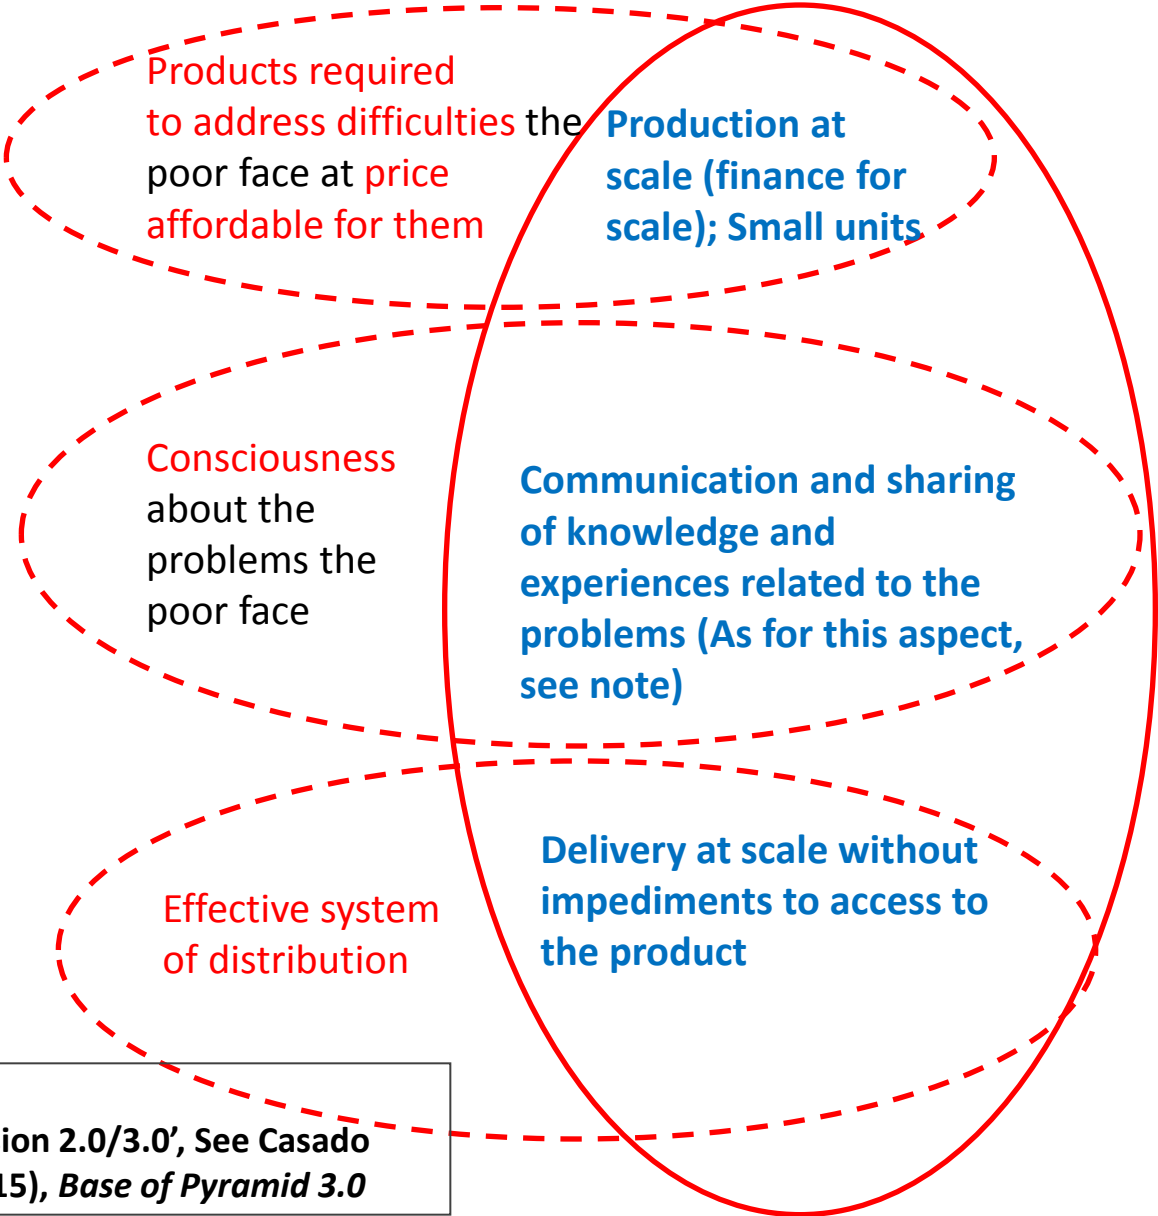 Products required
to address difficulties the
poor face at price
affordable for them
Production at
scale (finance for
scale); Small units
Consciousness
about the
problems the
poor face
Communication and sharing
of knowledge and
experiences related to the
problems (As for this aspect,
see note)
Effective system
of distribution
Delivery at scale without
impediments to access to
the product
2.0/3.0’, See Casado
Base of Pyramid 3.0